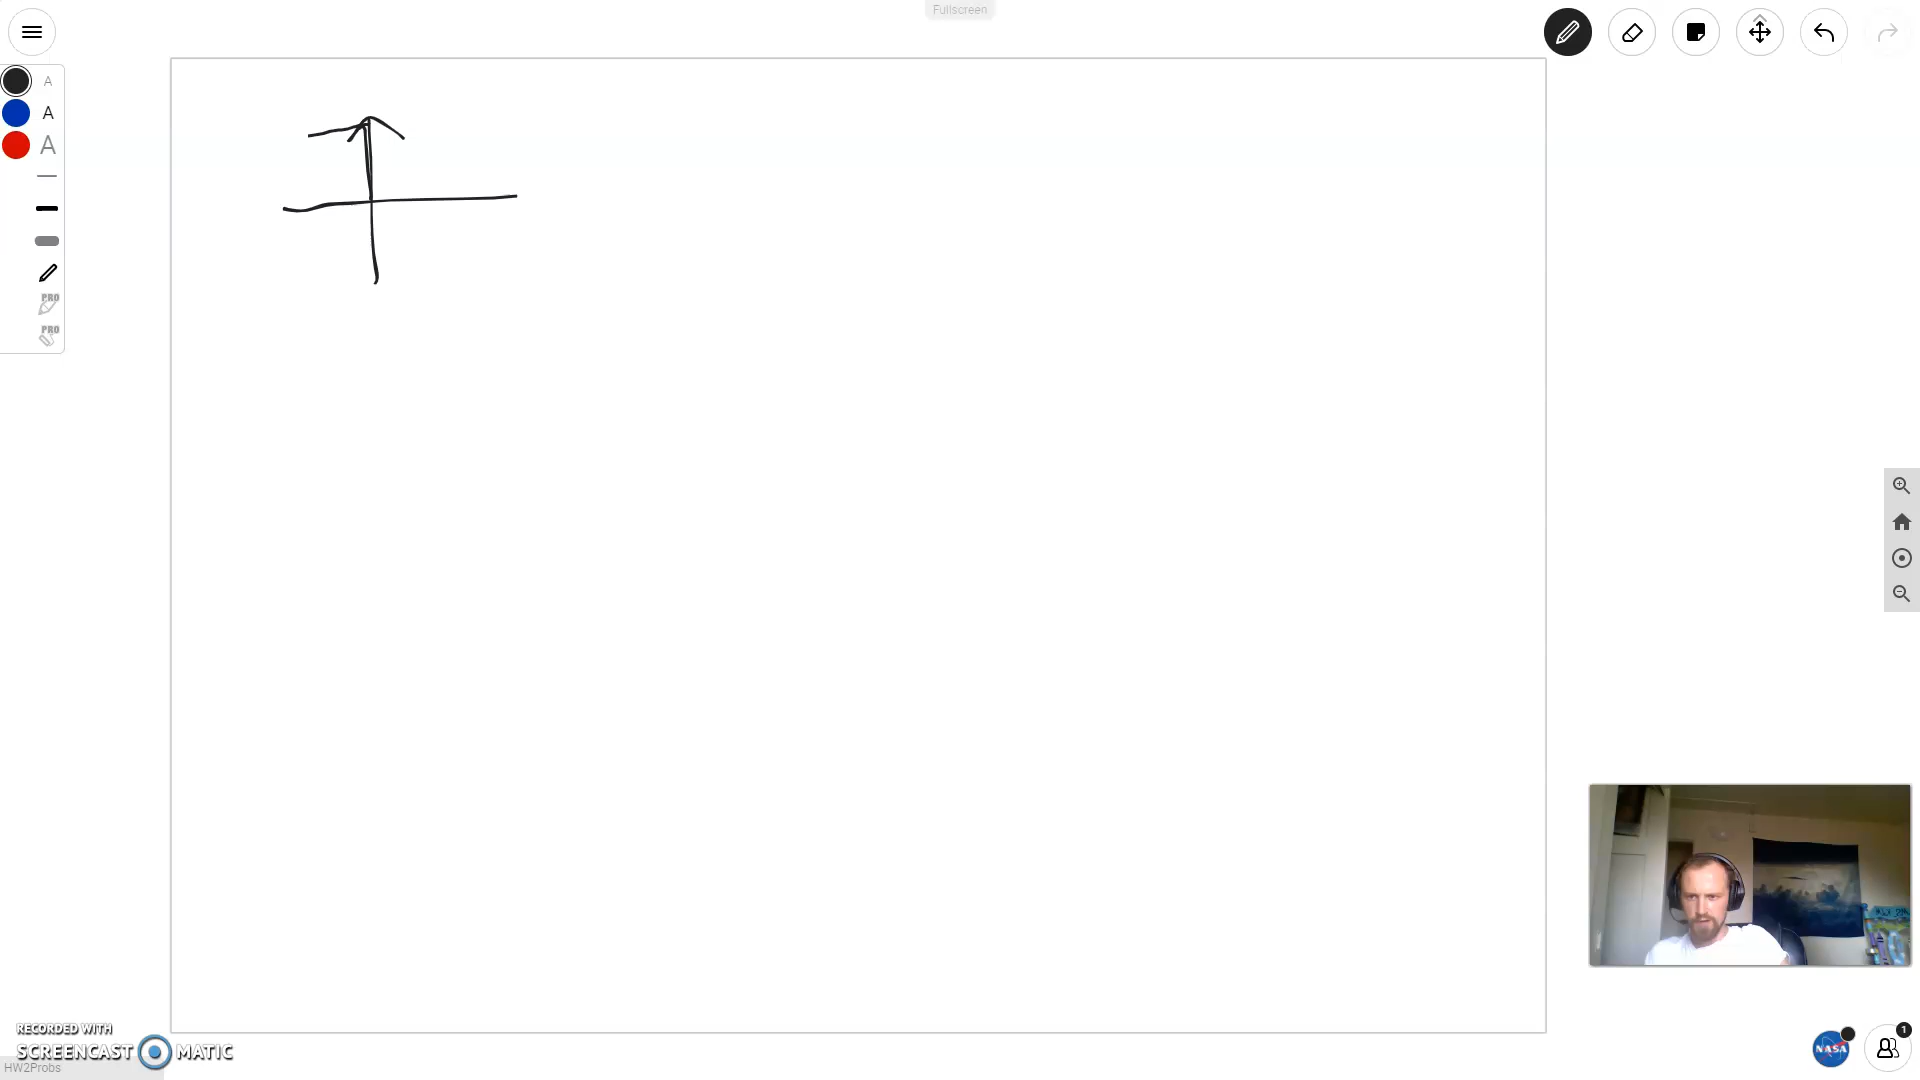 Fullscreen
A
A
A
PRO
PRO
RECORDED WITH
SCREENCAST MATIC
HW2Probs
NASA
1